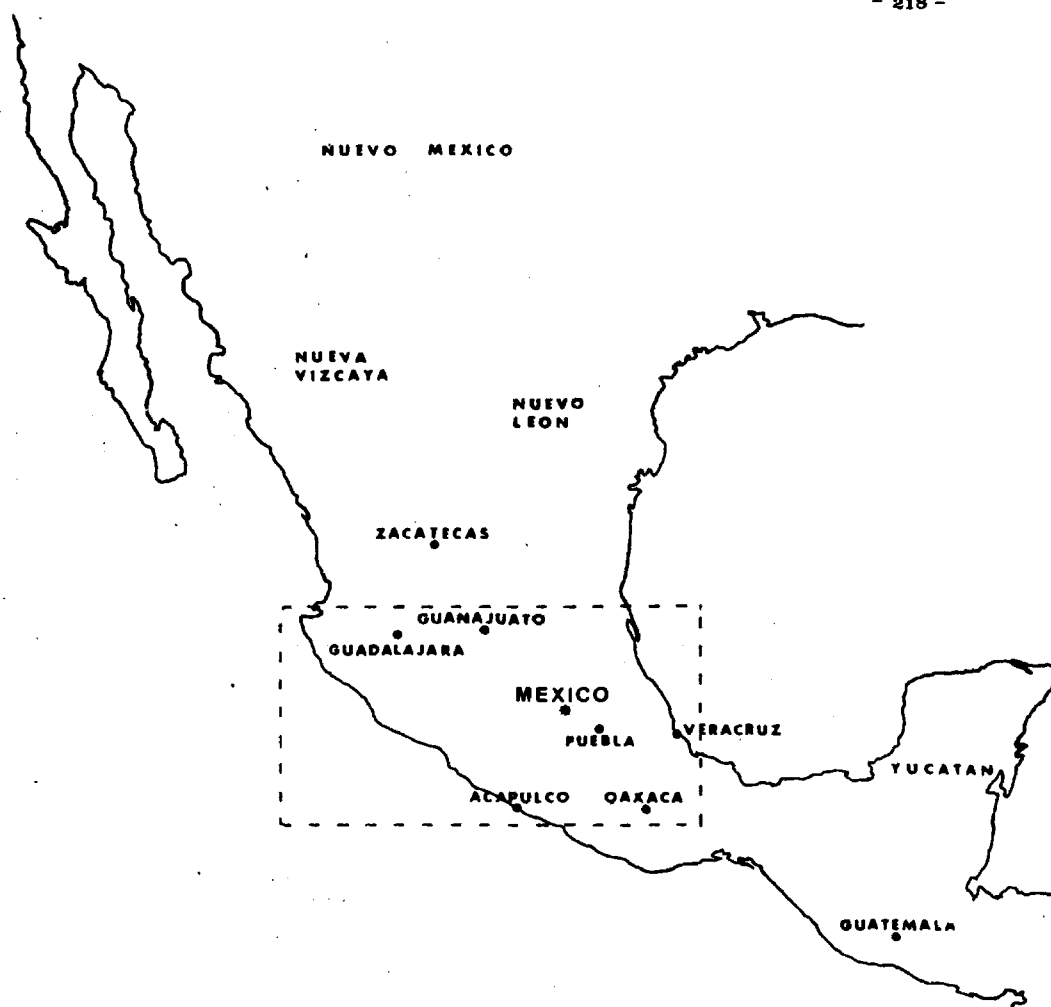 - 218 -
NUEVO MEXICO
NUEVA
VIZCAYA
NUEVO
LEON
ZACATECAS
GUANAJUATO
GUADALAJARA
MEXICO
PUEBLA
VERACRUZ
YUCATAN
ACAPULCO
OAXACA
GUATEMALA